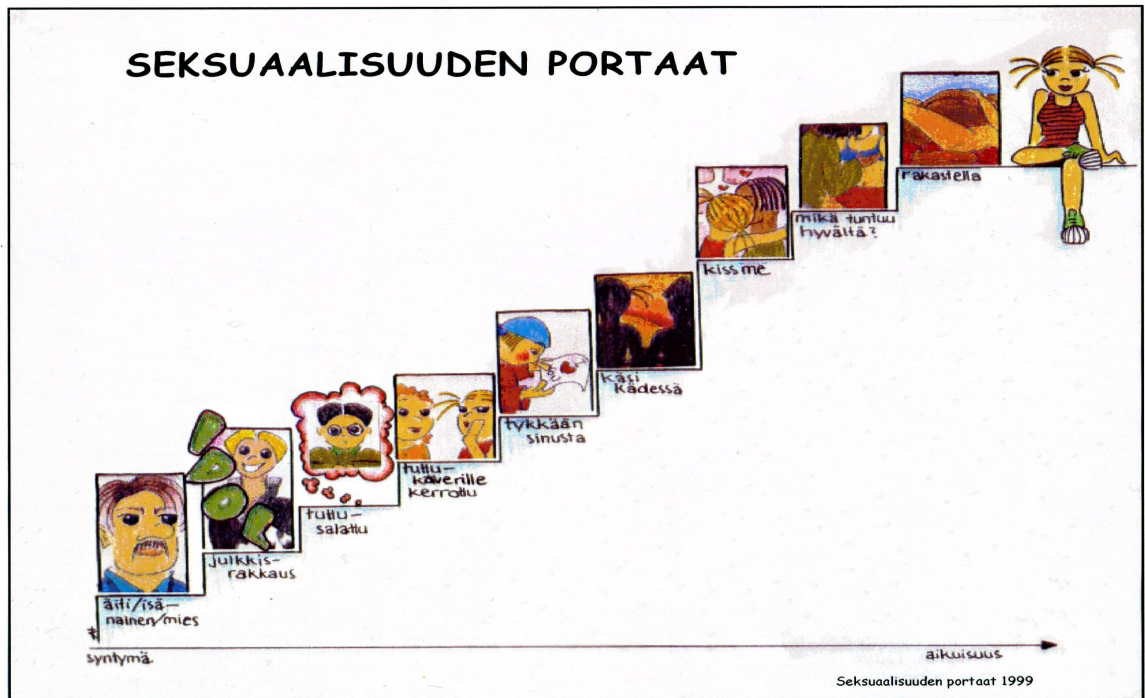 SEKSUAALISUUDEN PORTAAT
äiti/isä-
nainen/mies
julkkis-
rakkaus
tuttu-
salattu
tuttu-
kaverille
kerrottu
tykkään
sinusta
käsi
kädessä
kiss me
mikä tuntuu
hyvältä?
rakastella
syntymä
aikuisuus
Seksuaalisuuden portaat 1999